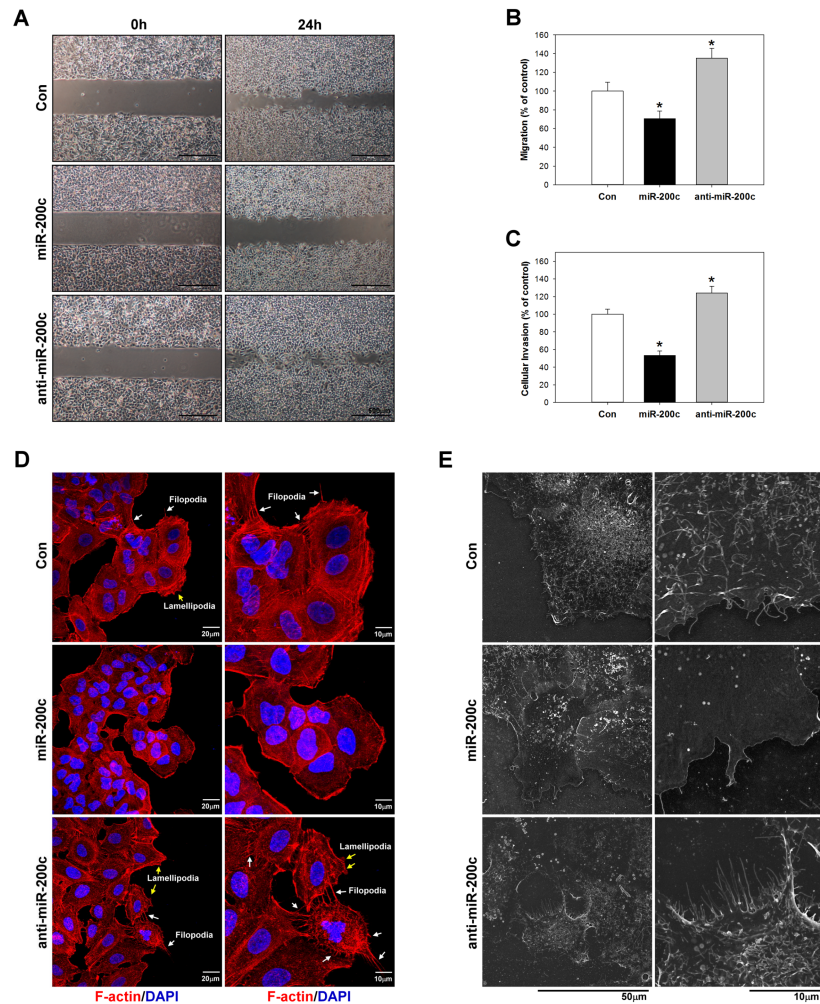 A
0h
24h
Con
miR-200c
anti-miR-200c
B
Migration (% of control)
160
140
120
100
80
60
40
20
0
*
*
Con
miR-200c
anti-miR-200c
C
Cellular Invasion (% of control)
160
140
120
100
80
60
40
20
0
*
*
Con
miR-200c
anti-miR-200c
D
Con
Filopodia
Lamellipodia
20μm
Filopodia
10μm
miR-200c
20μm
10μm
anti-miR-200c
Lamellipodia
Filopodia
20μm
Lamellipodia
Filopodia
10μm
F-actin/DAPI
F-actin/DAPI
E
Con
miR-200c
anti-miR-200c
50μm
10μm